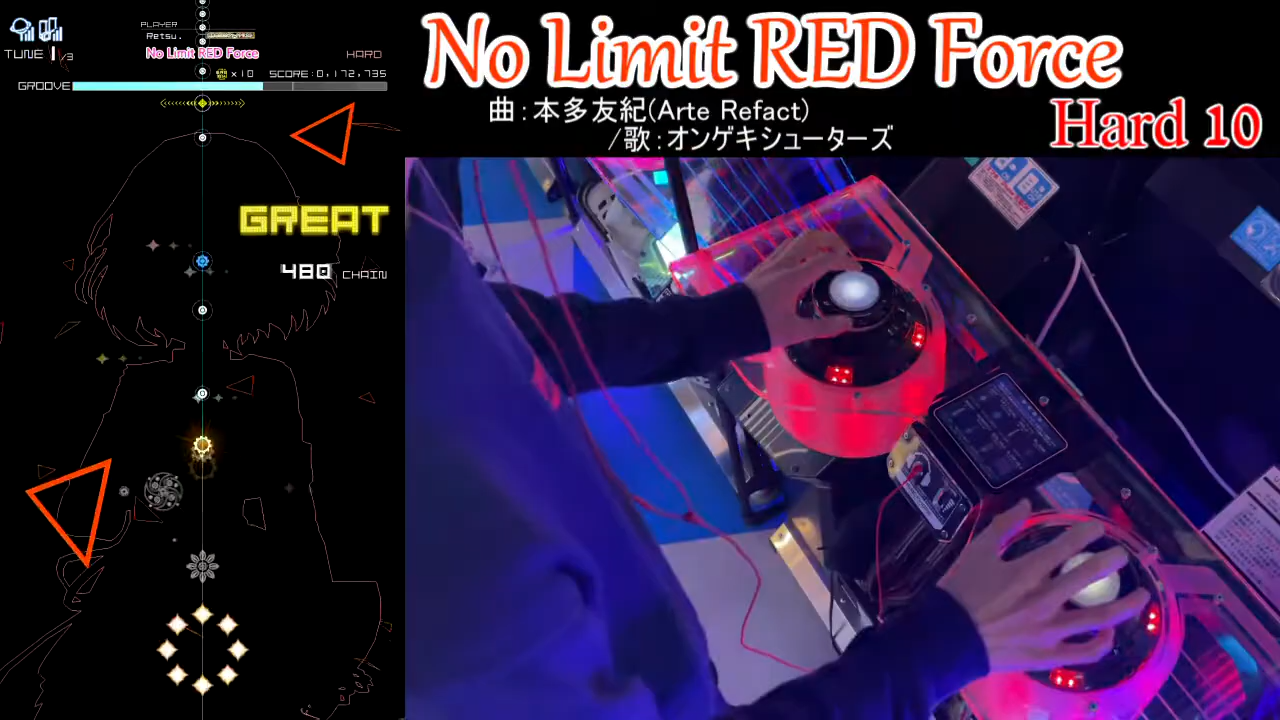 PLAYER
Retsu.
No Limit RED Force
TUNE 1/3
HARD
×10 SCORE:0,172,735
GROOVE
GREAT
480 CHAIN
No Limit RED Force
曲:本多友紀(Arte Refact)
/歌:オンゲキシューターズ
Hard 10